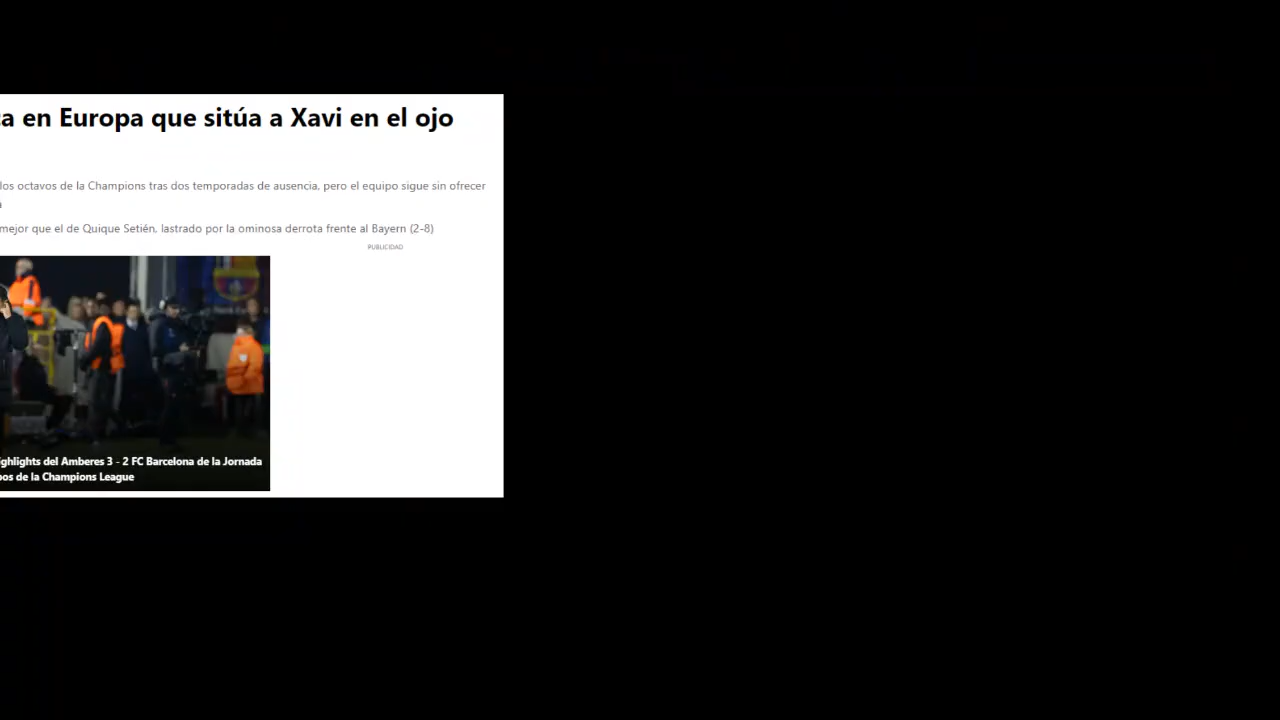 en Europa que sitúa a Xavi en el ojo
los octavos de la Champions tras dos temporadas de ausencia, pero el equipo sigue sin ofrecer
mejor que el de Quique Setién, lastrado por la ominosa derrota frente al Bayern (2-8)
PUBLICIDAD
ghlights del Amberes 3 - 2 FC Barcelona de la Jornada
pos de la Champions League